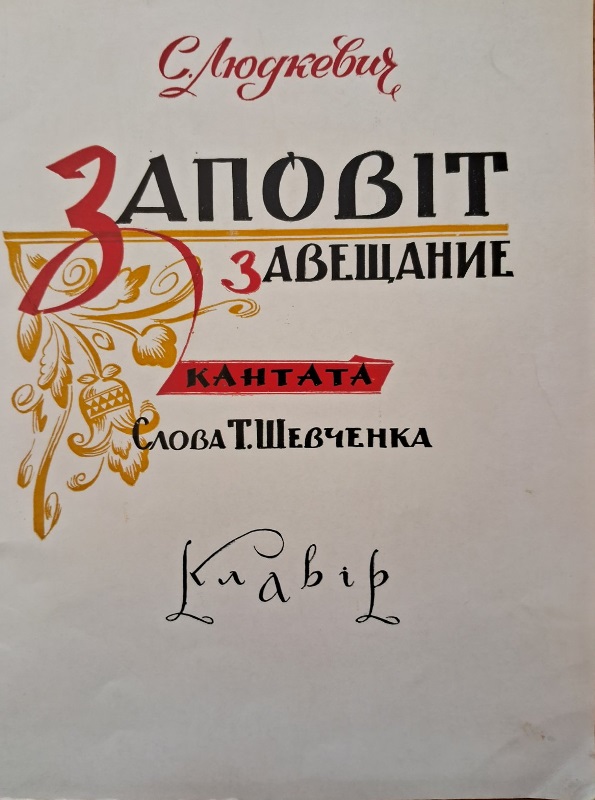 С. Людкевич
ЗАПОВІТ
ЗАВЕЩАНИЕ
КАНТАТА
СЛОВА Т. ШЕВЧЕНКА
Клавір